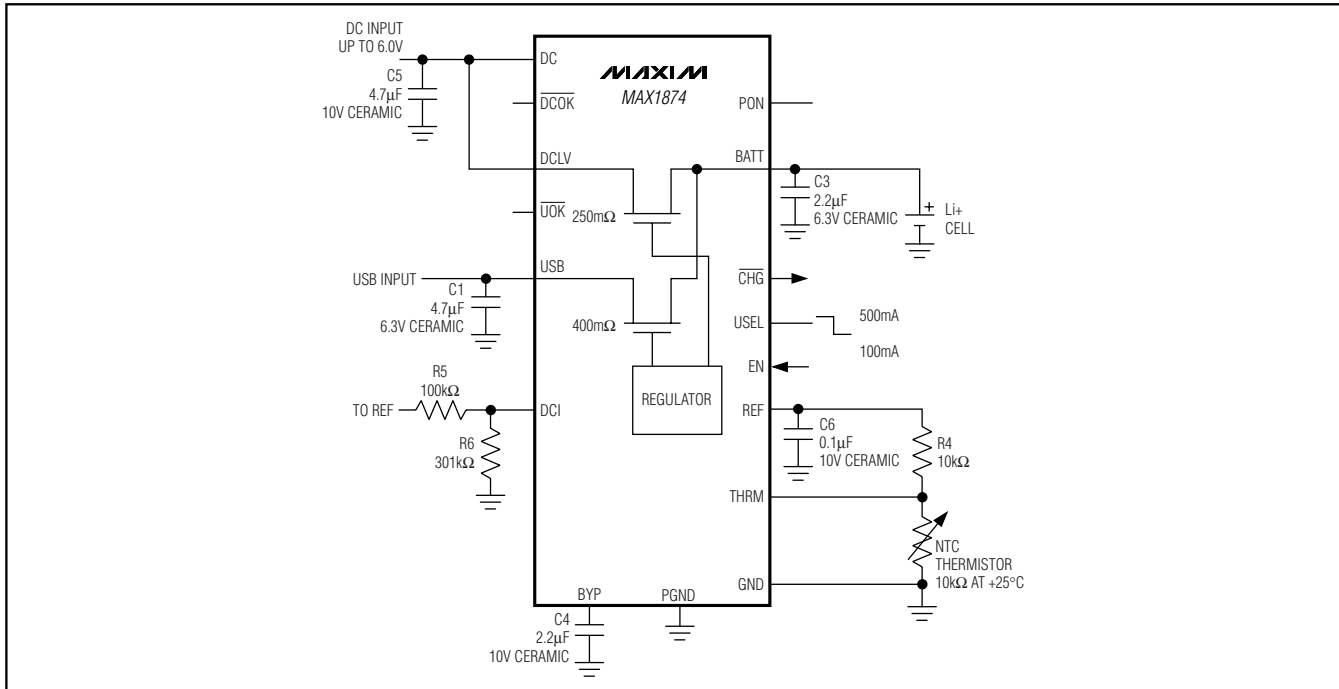 DC INPUT
UP TO 6.0V
C5
4.7µF
10V CERAMIC
DC
DCOK
DCLV
UOK
USB INPUT
USB
C1
4.7µF
6.3V CERAMIC
R5
100kΩ
TO REF
DCI
R6
301kΩ
MAXIM
MAX1874
250mΩ
400mΩ
REGULATOR
PON
BATT
C3
2.2µF
6.3V CERAMIC
+
Li+
CELL
CHG
USEL
500mA
100mA
EN
REF
C6
0.1µF
10V CERAMIC
R4
10kΩ
THRM
NTC
THERMISTOR
10kΩ AT +25°C
GND
BYP
PGND
C4
2.2µF
10V CERAMIC